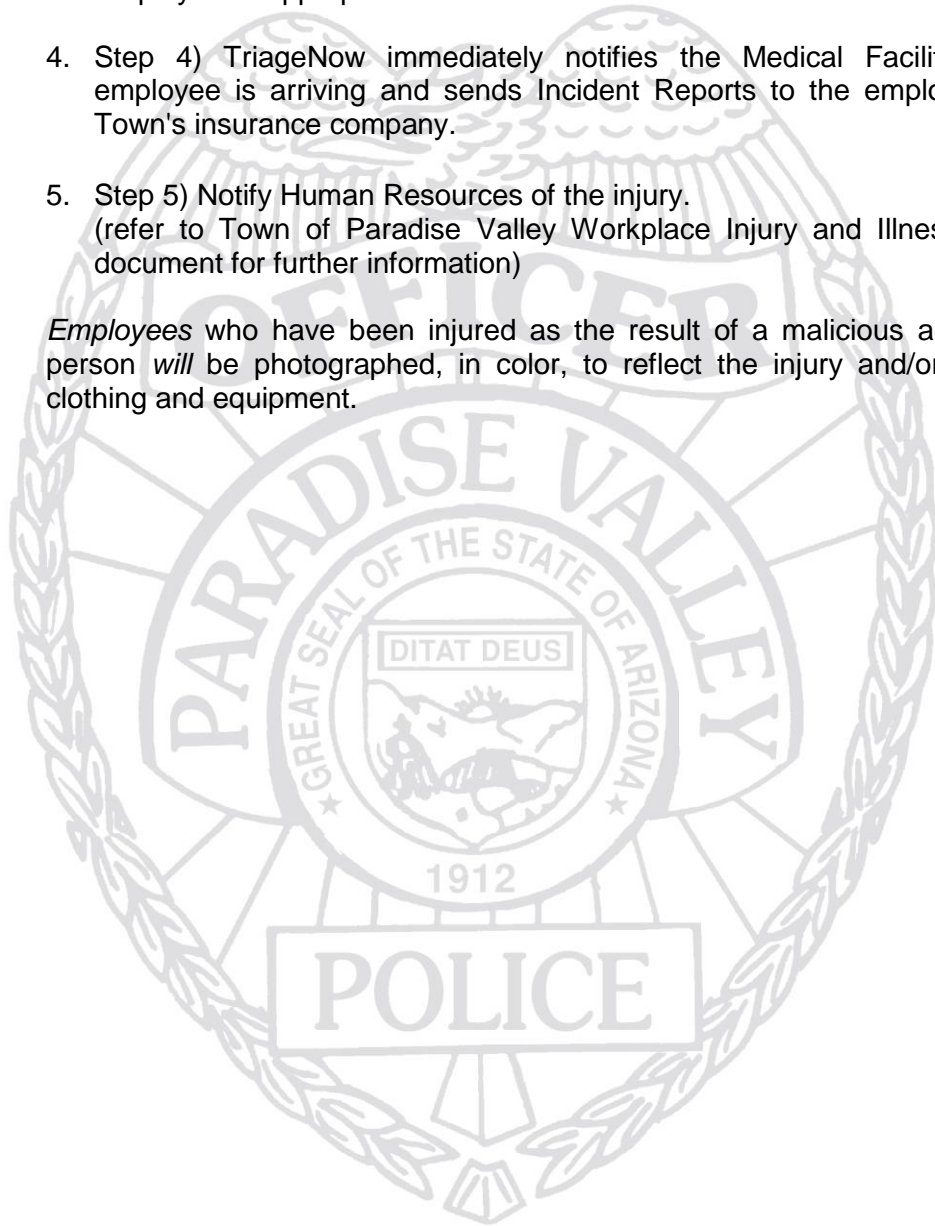 4. Step 4) TriageNow immediately notifies the Medical
employee is arriving and sends Incident Reports to the
Town's insurance company.
5. Step 5) Notify Human Resources of the injury.
(refer to Town of Paradise Valley Workplace Injury and
document for further information)
Employees who have been injured as the result of a malicious
person will be photographed, in color, to reflect the injury and/or
clothing and equipment.
OFFICER
PARADISE VALLEY
GREAT SEAL OF THE STATE OF ARIZONA
DITAT DEUS
1912
POLICE